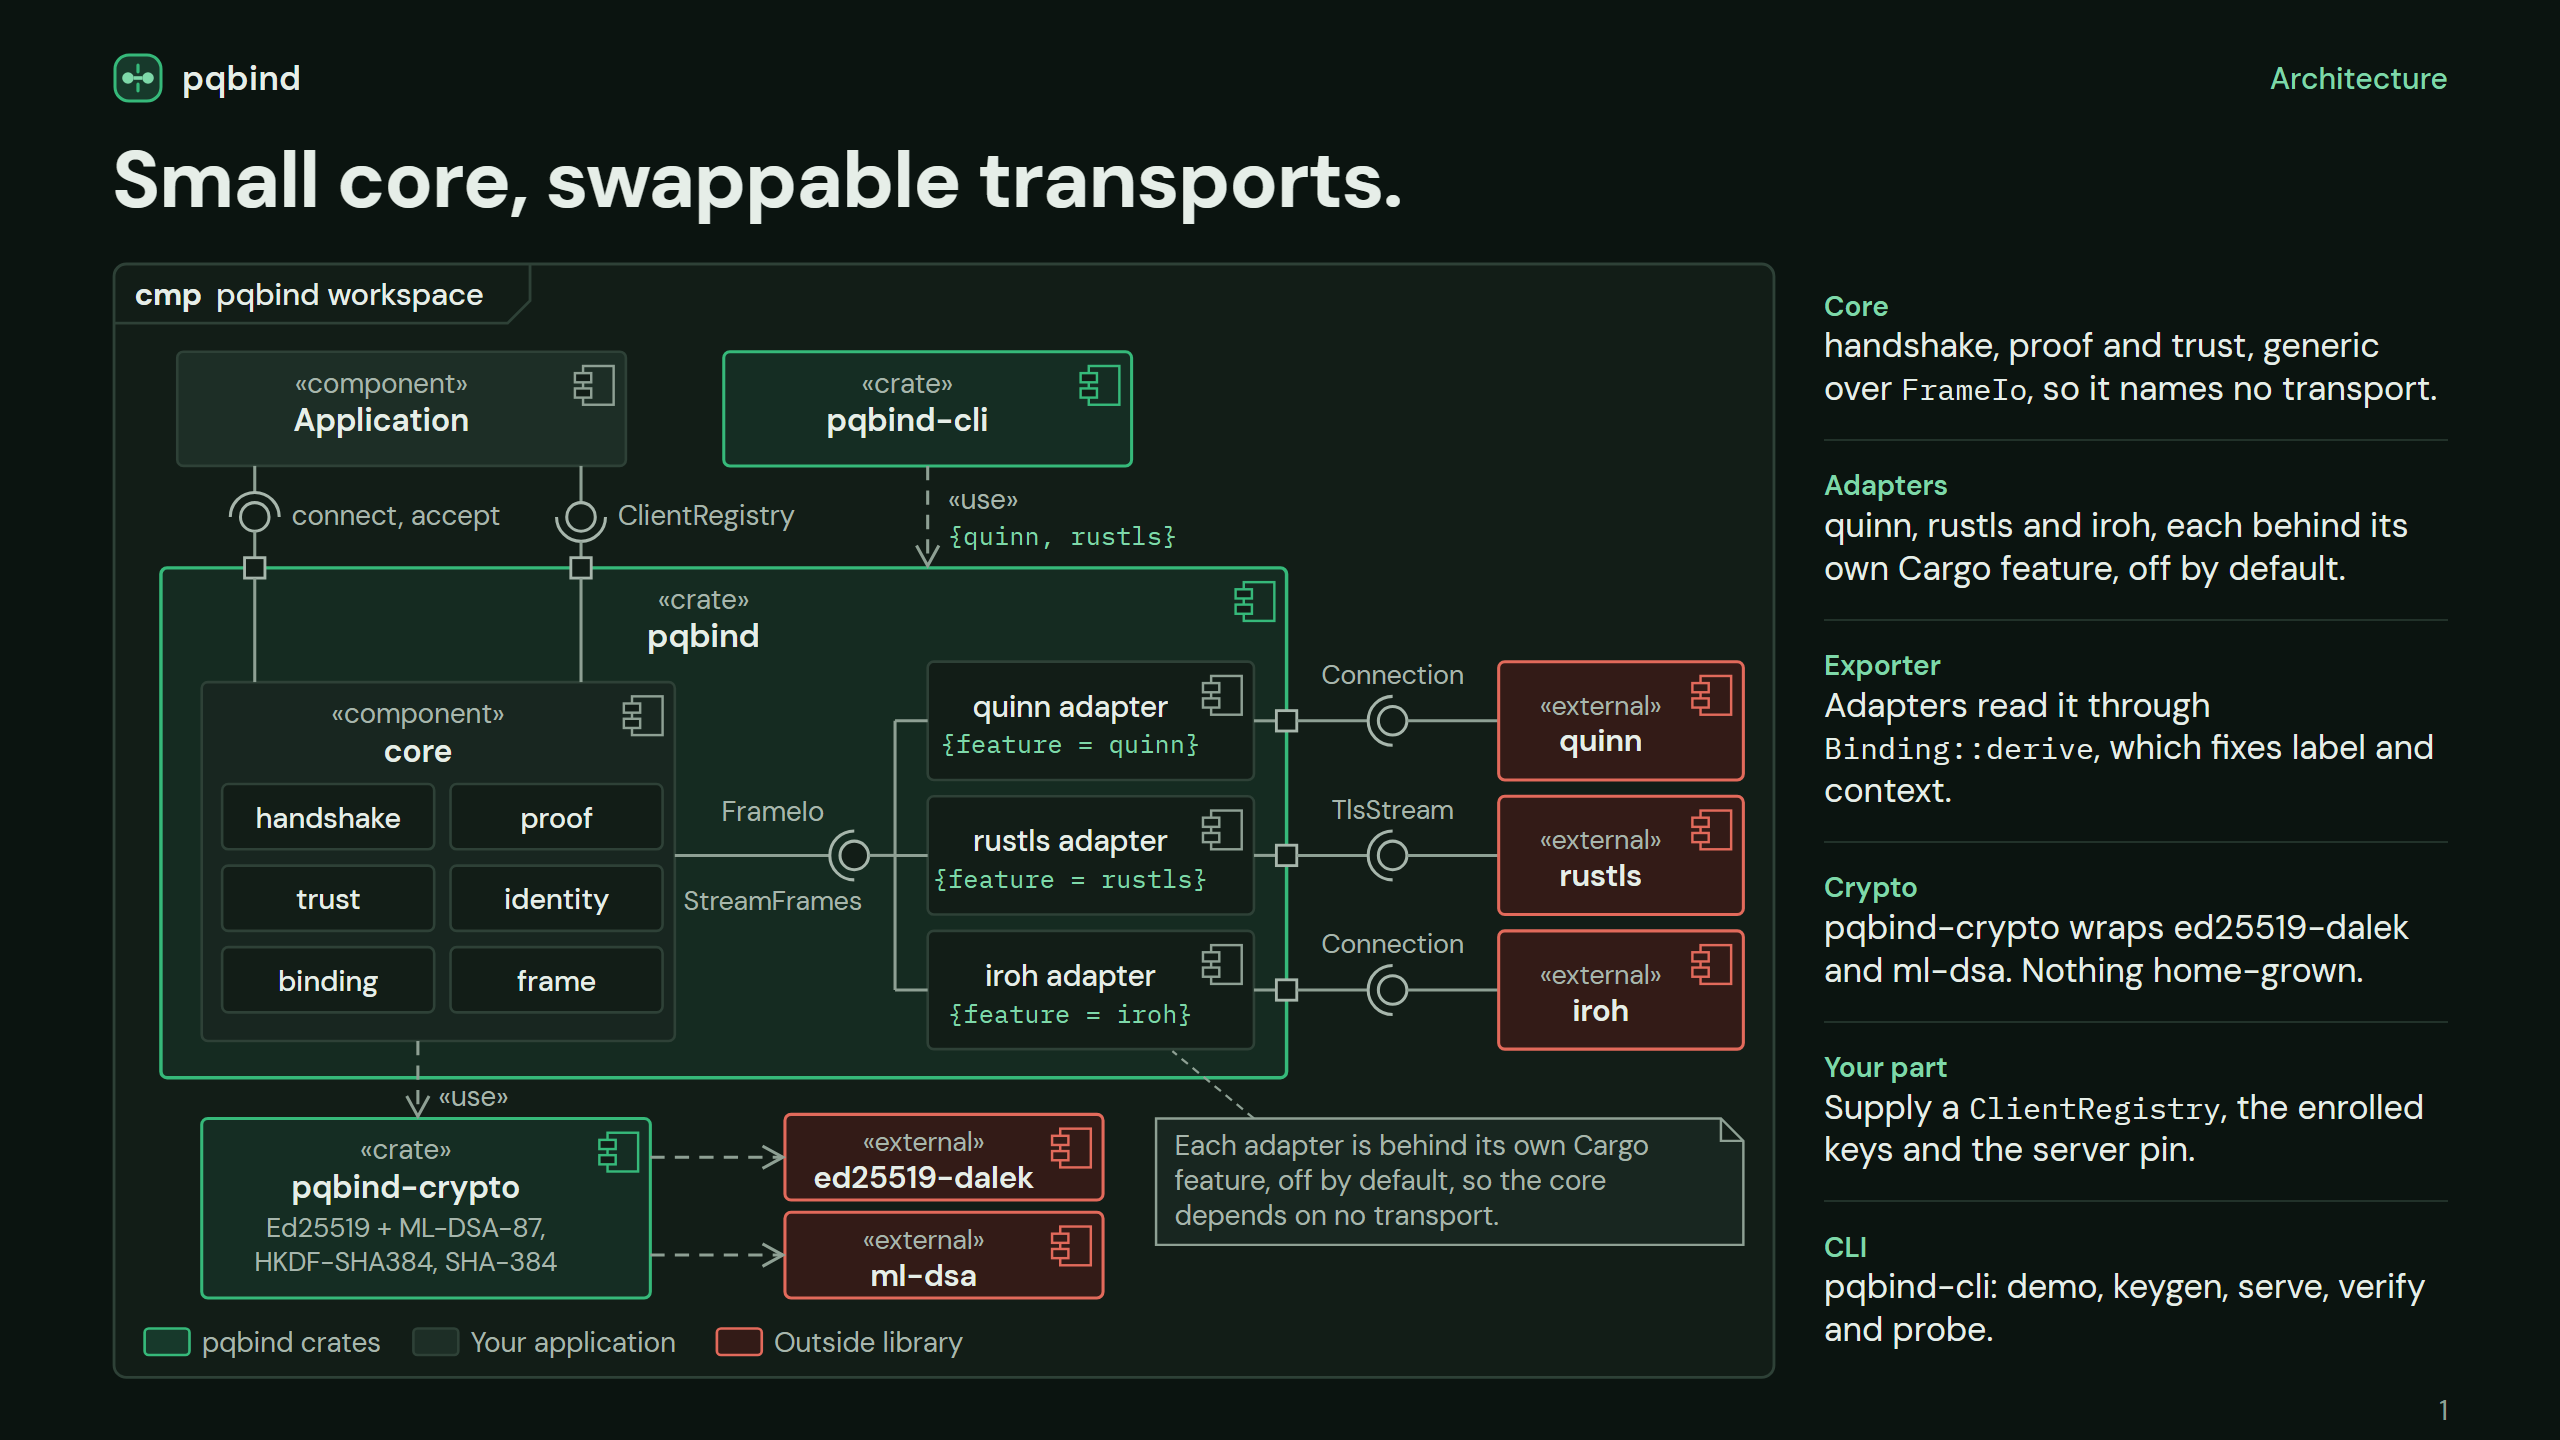 pqbind
Architecture
Small core, swappable transports.
cmp pqbind workspace
«component»
Application
«crate»
pqbind-cli
connect, accept
ClientRegistry
«use»
{quinn, rustls}
«crate»
pqbind
«component»
core
handshake
proof
trust
identity
binding
frame
FrameIo
StreamFrames
quinn adapter
{feature = quinn}
rustls adapter
{feature = rustls}
iroh adapter
{feature = iroh}
Connection
TlsStream
Connection
«external»
quinn
«external»
rustls
«external»
iroh
«use»
«crate»
pqbind-crypto
Ed25519 + ML-DSA-87,
HKDF-SHA384, SHA-384
«external»
ed25519-dalek
«external»
ml-dsa
Each adapter is behind its own Cargo
feature, off by default, so the core
depends on no transport.
pqbind crates
Your application
Outside library
Core
handshake, proof and trust, generic
over FrameIo, so it names no transport.
Adapters
quinn, rustls and iroh, each behind its
own Cargo feature, off by default.
Exporter
Adapters read it through
Binding::derive, which fixes label and
context.
Crypto
pqbind-crypto wraps ed25519-dalek
and ml-dsa. Nothing home-grown.
Your part
Supply a ClientRegistry, the enrolled
keys and the server pin.
CLI
pqbind-cli: demo, keygen, serve, verify
and probe.
1